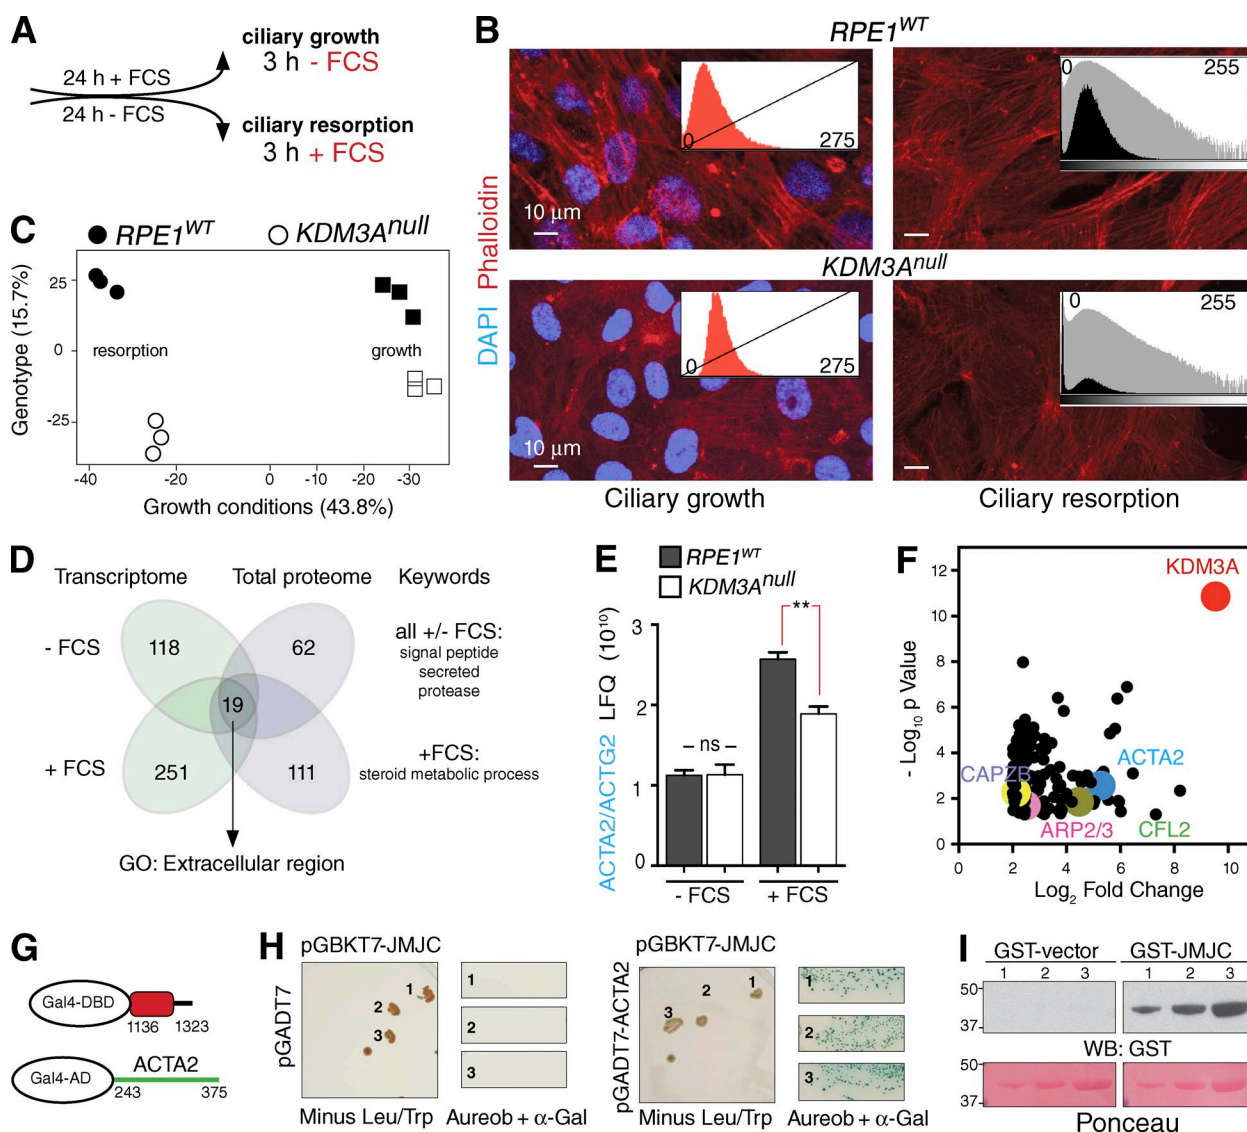 A
24 h + FCS
24 h - FCS
ciliary growth
3 h - FCS
ciliary resorption
3 h + FCS
B
RPE1WT
DAPI Phalloidin
10 µm
0
275
0
255
KDM3Anull
10 µm
0
275
0
255
Ciliary growth
Ciliary resorption
C
RPE1WT
KDM3Anull
Genotype (15.7%)
25
0
-25
resorption
growth
-40
-20
0
-10
-20
-30
Growth conditions (43.8%)
D
Transcriptome
Total proteome
Keywords
- FCS
118
62
all +/- FCS:
signal peptide
secreted
protease
19
+ FCS
251
111
+FCS:
steroid metabolic process
GO: Extracellular region
E
RPE1WT
KDM3Anull
ACTA2/ACTG2 LFQ (10¹⁰)
3
2
1
0
ns
**
- FCS
+ FCS
F
- Log10 p Value
12
10
8
6
4
2
0
KDM3A
ACTA2
CAPZB
ARP2/3
CFL2
0
2
4
6
8
10
Log2 Fold Change
G
Gal4-DBD
1136
1323
Gal4-AD
ACTA2
243
375
H
pGBKT7-JMJC
pGADT7
1
2
3
1
2
3
Minus Leu/Trp
Aureob + α-Gal
pGBKT7-JMJC
pGADT7-ACTA2
1
2
3
1
2
3
Minus Leu/Trp
Aureob + α-Gal
I
GST-vector
GST-JMJC
1 2 3
1 2 3
50
37
WB: GST
50
37
Ponceau